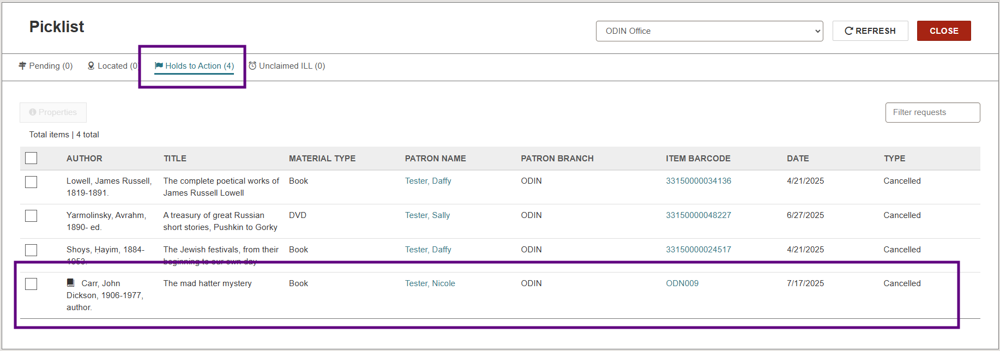 Picklist
ODIN Office
REFRESH
CLOSE
Pending (0)
Located (0
Holds to Action (4)
Unclaimed ILL (0)
Properties
Filter requests
Total items | 4 total
AUTHOR TITLE MATERIAL TYPE PATRON NAME PATRON BRANCH ITEM BARCODE DATE TYPE
Lowell, James Russell, The complete poetical works of Book Tester, Daffy ODIN 33150000034136 4/21/2025 Cancelled
1819-1891. James Russell Lowell
Yarmolinsky, Avrahm, A treasury of great Russian DVD Tester, Sally ODIN 33150000048227 6/27/2025 Cancelled
1890- ed. short stories, Pushkin to Gorky
Shoys, Ḥayim, 1884- The Jewish festivals, from their Book Tester, Daffy ODIN 33150000024517 4/21/2025 Cancelled
1953. beginning to our own day
Carr, John The mad hatter mystery Book Tester, Nicole ODIN ODN009 7/17/2025 Cancelled
Dickson, 1906-1977,
author.